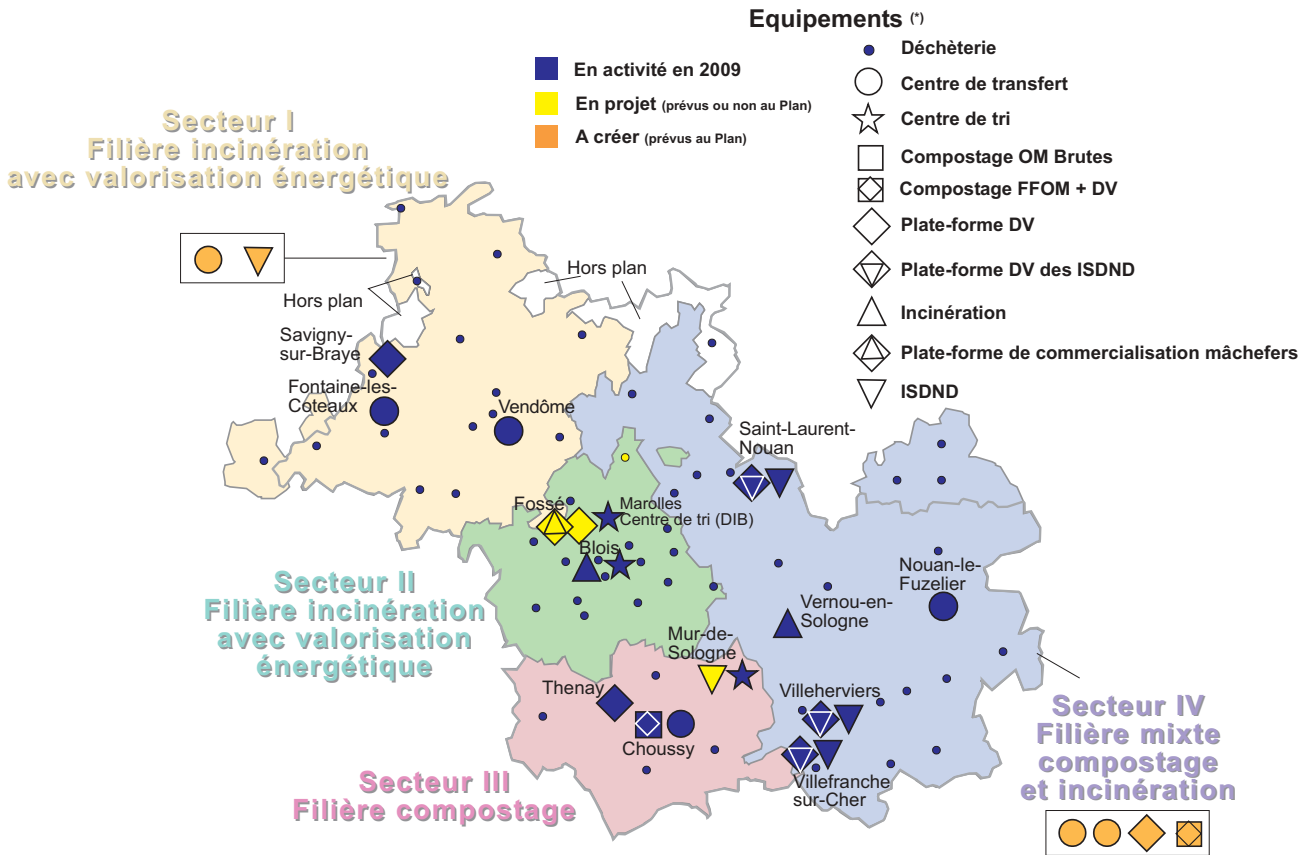 Equipements (*)
En activité en 2009
En projet (prévus ou non au Plan)
A créer (prévus au Plan)
Déchèterie
Centre de transfert
Centre de tri
Compostage OM Brutes
Compostage FFOM + DV
Plate-forme DV
Plate-forme DV des ISDND
Incinération
Plate-forme de commercialisation mâchefers
ISDND
Secteur I
Filière incinération
avec valorisation énergétique
Hors plan
Hors plan
Savigny-
sur-Braye
Fontaine-les-
Coteaux
Vendôme
Saint-Laurent-
Nouan
Fossé
Marolles
Centre de tri (DIB)
Blois
Nouan-le-
Fuzelier
Vernou-en-
Sologne
Secteur II
Filière incinération
avec valorisation
énergétique
Mur-de-
Sologne
Thenay
Choussy
Villeherviers
Villefranche
sur-Cher
Secteur III
Filière compostage
Secteur IV
Filière mixte
compostage
et incinération